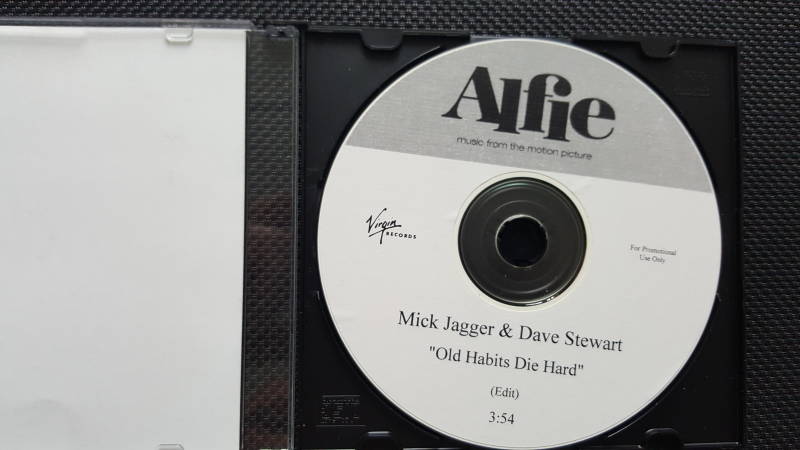 Alfie
music from the motion picture
Virgin
RECORDS
For Promotional
Use Only
Mick Jagger & Dave Stewart
"Old Habits Die Hard"
(Edit)
3:54